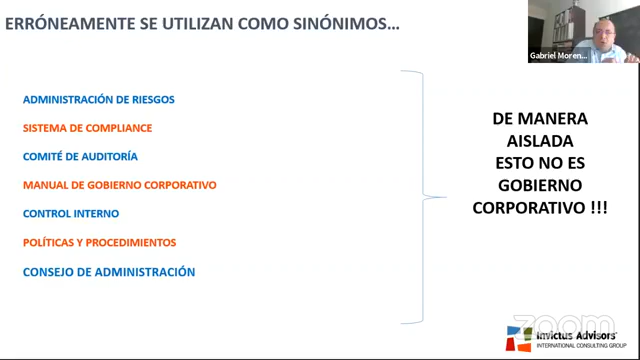 ERRÓNEAMENTE SE UTILIZAN COMO SINÓNIMOS...
Gabriel Moren...
ADMINISTRACIÓN DE RIESGOS
SISTEMA DE COMPLIANCE
COMITÉ DE AUDITORÍA
MANUAL DE GOBIERNO CORPORATIVO
CONTROL INTERNO
POLÍTICAS Y PROCEDIMIENTOS
CONSEJO DE ADMINISTRACIÓN
DE MANERA
AISLADA
ESTO NO ES
GOBIERNO
CORPORATIVO !!!
zoom
Invictus Advisors
INTERNATIONAL CONSULTING GROUP